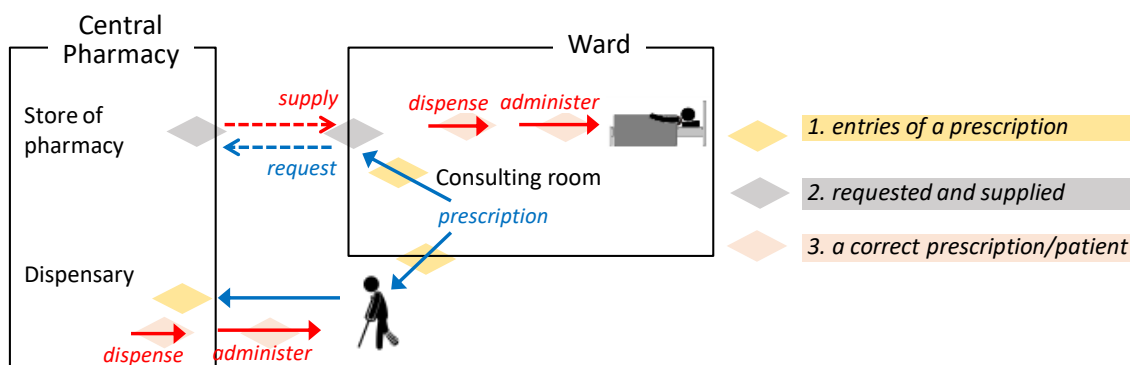 Central
Pharmacy
Ward
Store of
pharmacy
supply
request
dispense
administer
Consulting room
prescription
Dispensary
dispense
administer
1. entries of a prescription
2. requested and supplied
3. a correct prescription/patient